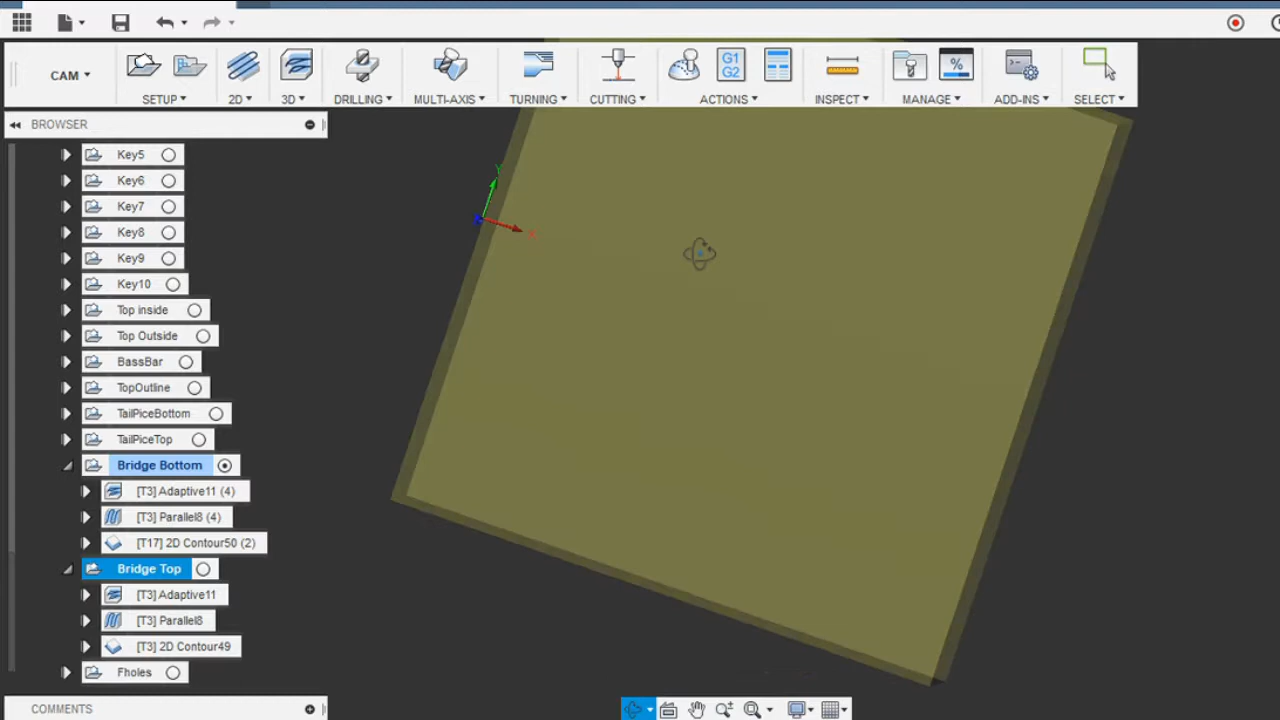 CAM
SETUP
2D
3D
DRILLING
MULTI-AXIS
TURNING
CUTTING
G1
G2
ACTIONS
INSPECT
%
MANAGE
ADD-INS
SELECT
BROWSER
Key5
Key6
Key7
Key8
Key9
Key10
Top inside
Top Outside
BassBar
TopOutline
TailPiceBottom
TailPiceTop
Bridge Bottom
[T3] Adaptive11 (4)
[T3] Parallel8 (4)
[T17] 2D Contour50 (2)
Bridge Top
[T3] Adaptive11
[T3] Parallel8
[T3] 2D Contour49
Fholes
COMMENTS
Y
X